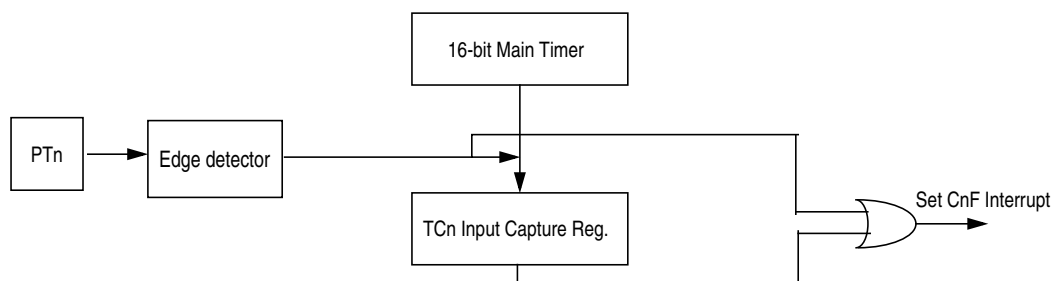 16-bit Main Timer
PTn
Edge detector
TCn Input Capture Reg.
Set CnF Interrupt